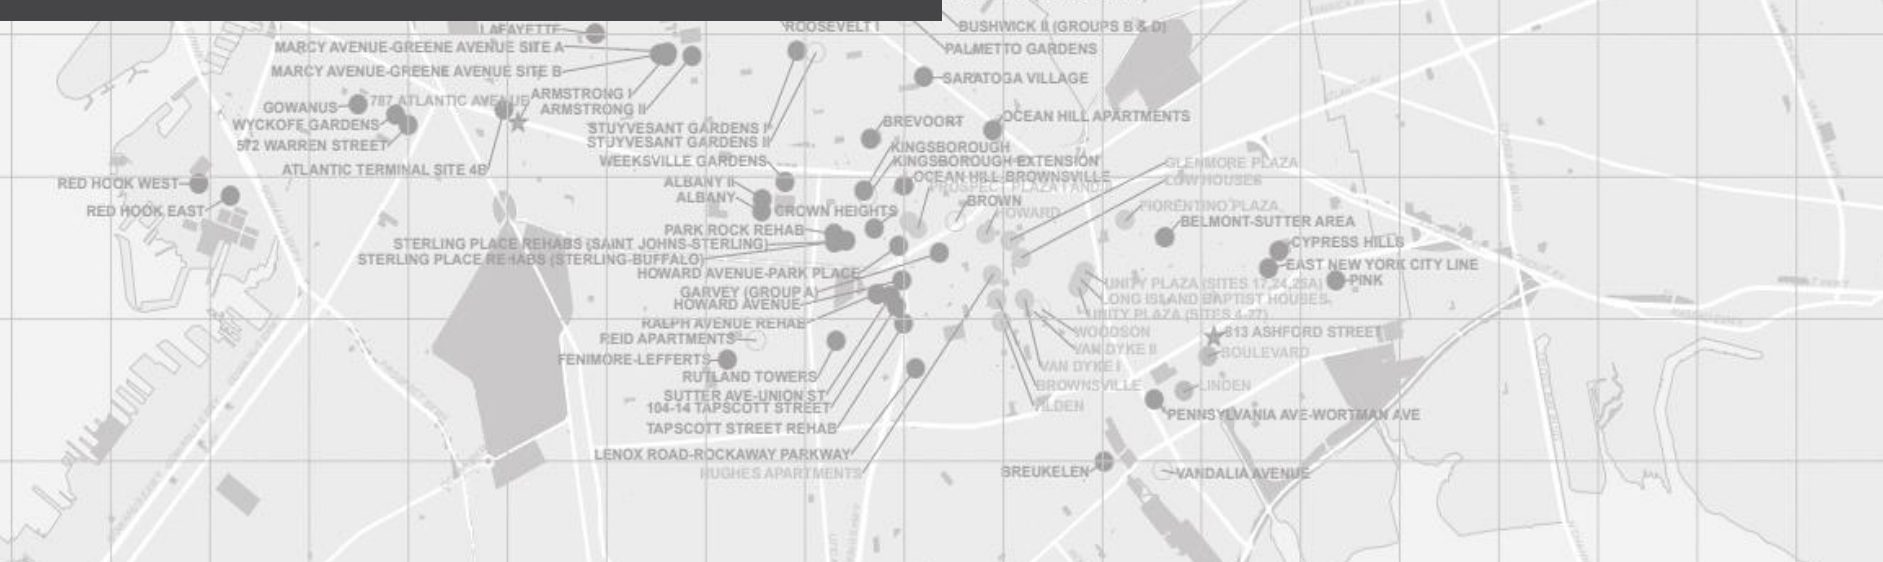 LAFAYETTE
ROOSEVELT I
BUSHWICK II (GROUPS B & D)
MARCY AVENUE-GREENE AVENUE SITE A
PALMETTO GARDENS
MARCY AVENUE-GREENE AVENUE SITE B
SARATOGA VILLAGE
ARMSTRONG I
787 ATLANTIC AVENUE
GOWANUS
ARMSTRONG II
OCEAN HILL APARTMENTS
BREVOORT
WYCKOFF GARDENS
STUYVESANT GARDENS I
STUYVESANT GARDENS II
572 WARREN STREET
KINGSBOROUGH
WEEKSVILLE GARDENS
KINGSBOROUGH EXTENSION
GLENMORE PLAZA
ATLANTIC TERMINAL SITE 4B
OCEAN HILL BROWNSVILLE
LOW HOUSES
RED HOOK WEST
ALBANY II
PROSPECT PLAZA I AND II
ALBANY
BROWN
FIORENTINO PLAZA
RED HOOK EAST
CROWN HEIGHTS
HOWARD
BELMONT-SUTTER AREA
PARK ROCK REHAB
STERLING PLACE REHABS (SAINT JOHNS-STERLING)
CYPRESS HILLS
STERLING PLACE REHABS (STERLING-BUFFALO)
EAST NEW YORK CITY LINE
HOWARD AVENUE-PARK PLACE
PINK
UNITY PLAZA (SITES 17,24,25A)
GARVEY (GROUP A)
LONG ISLAND BAPTIST HOUSES
HOWARD AVENUE
UNITY PLAZA (SITES 4-27)
RALPH AVENUE REHAB
WOODSON
813 ASHFORD STREET
REID APARTMENTS
VAN DYKE II
BOULEVARD
FENIMORE-LEFFERTS
VAN DYKE I
RUTLAND TOWERS
BROWNSVILLE
LINDEN
SUTTER AVE-UNION ST
104-14 TAPSCOTT STREET
TILDEN
PENNSYLVANIA AVE-WORTMAN AVE
TAPSCOTT STREET REHAB
LENOX ROAD-ROCKAWAY PARKWAY
HUGHES APARTMENTS
BREUKELEN
VANDALIA AVENUE